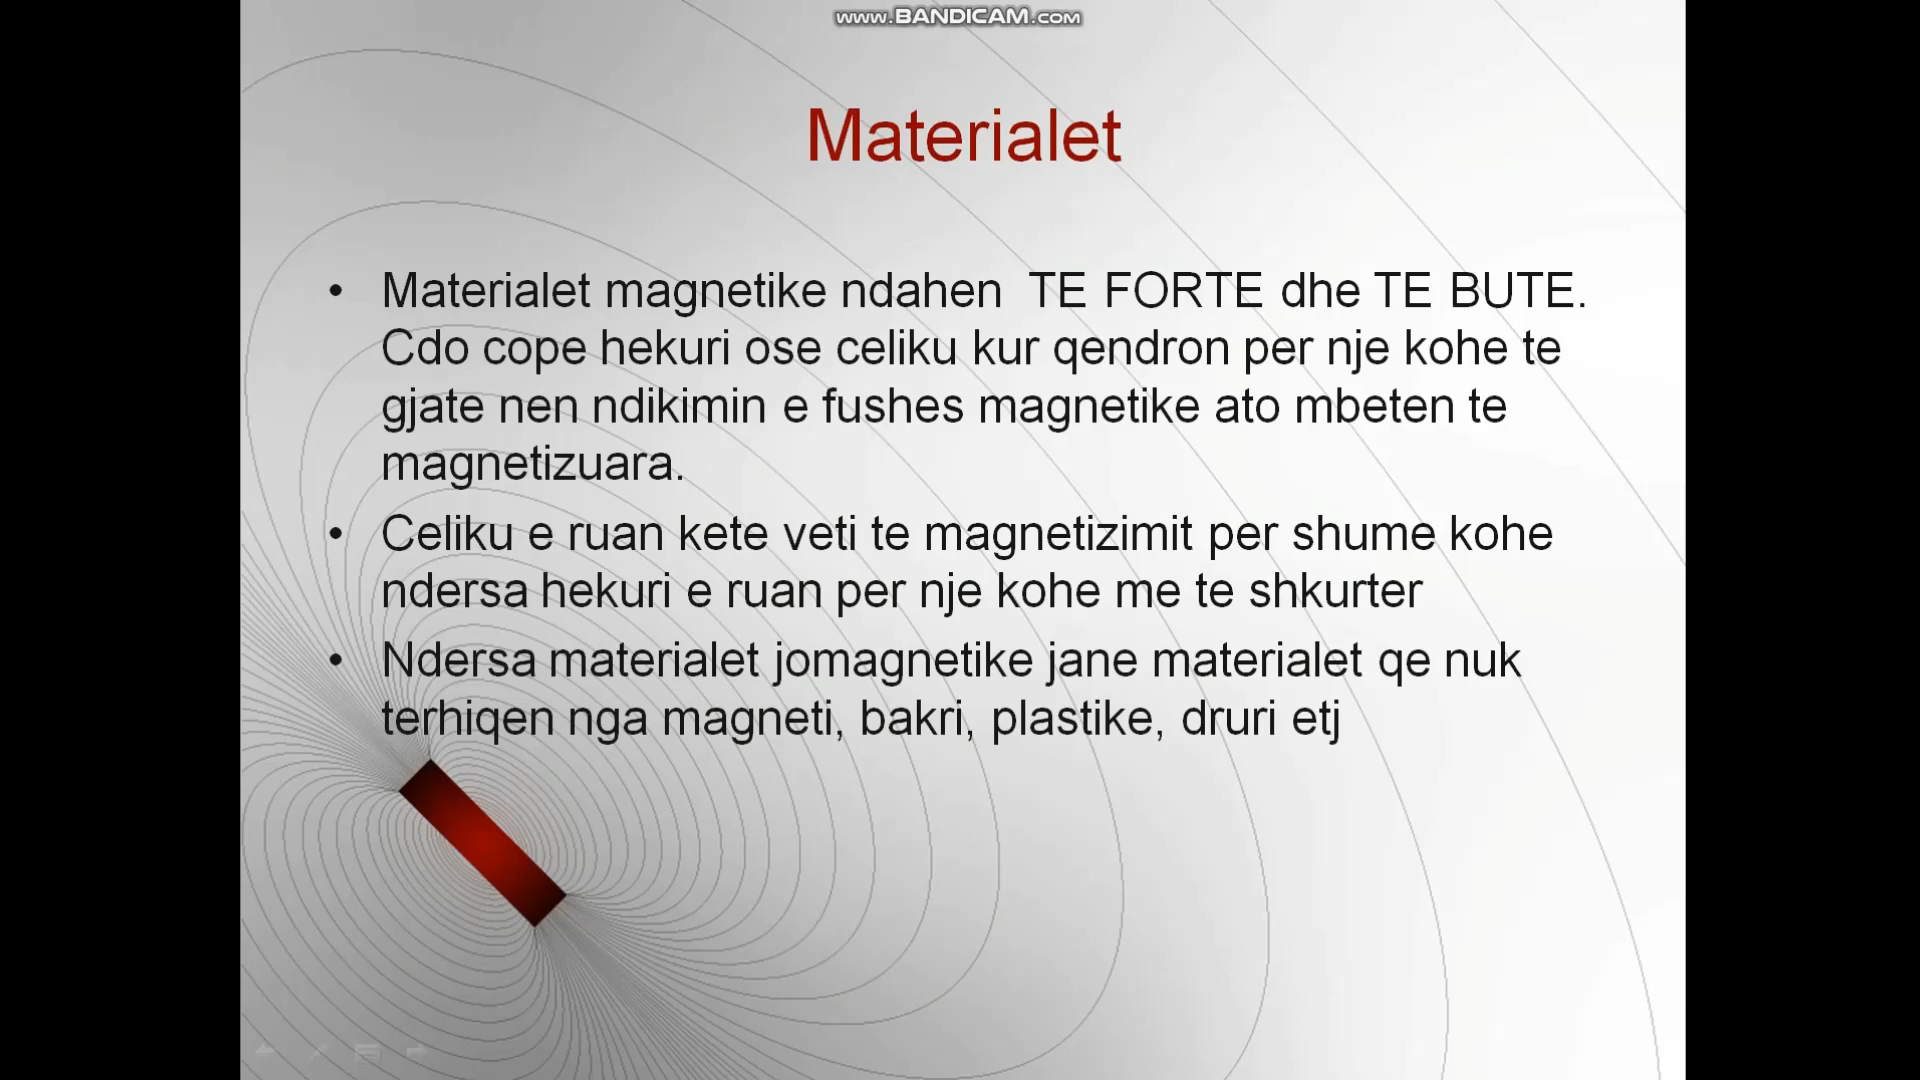 www.BANDICAM.com
Materialet
• Materialet magnetike ndahen TE FORTE dhe TE BUTE.
Cdo cope hekuri ose celiku kur qendron per nje kohe te
gjate nen ndikimin e fushes magnetike ato mbeten te
magnetizuara.
• Celiku e ruan kete veti te magnetizimit per shume kohe
ndersa hekuri e ruan per nje kohe me te shkurter
• Ndersa materialet jomagnetike jane materialet qe nuk
terhiqen nga magneti, bakri, plastike, druri etj